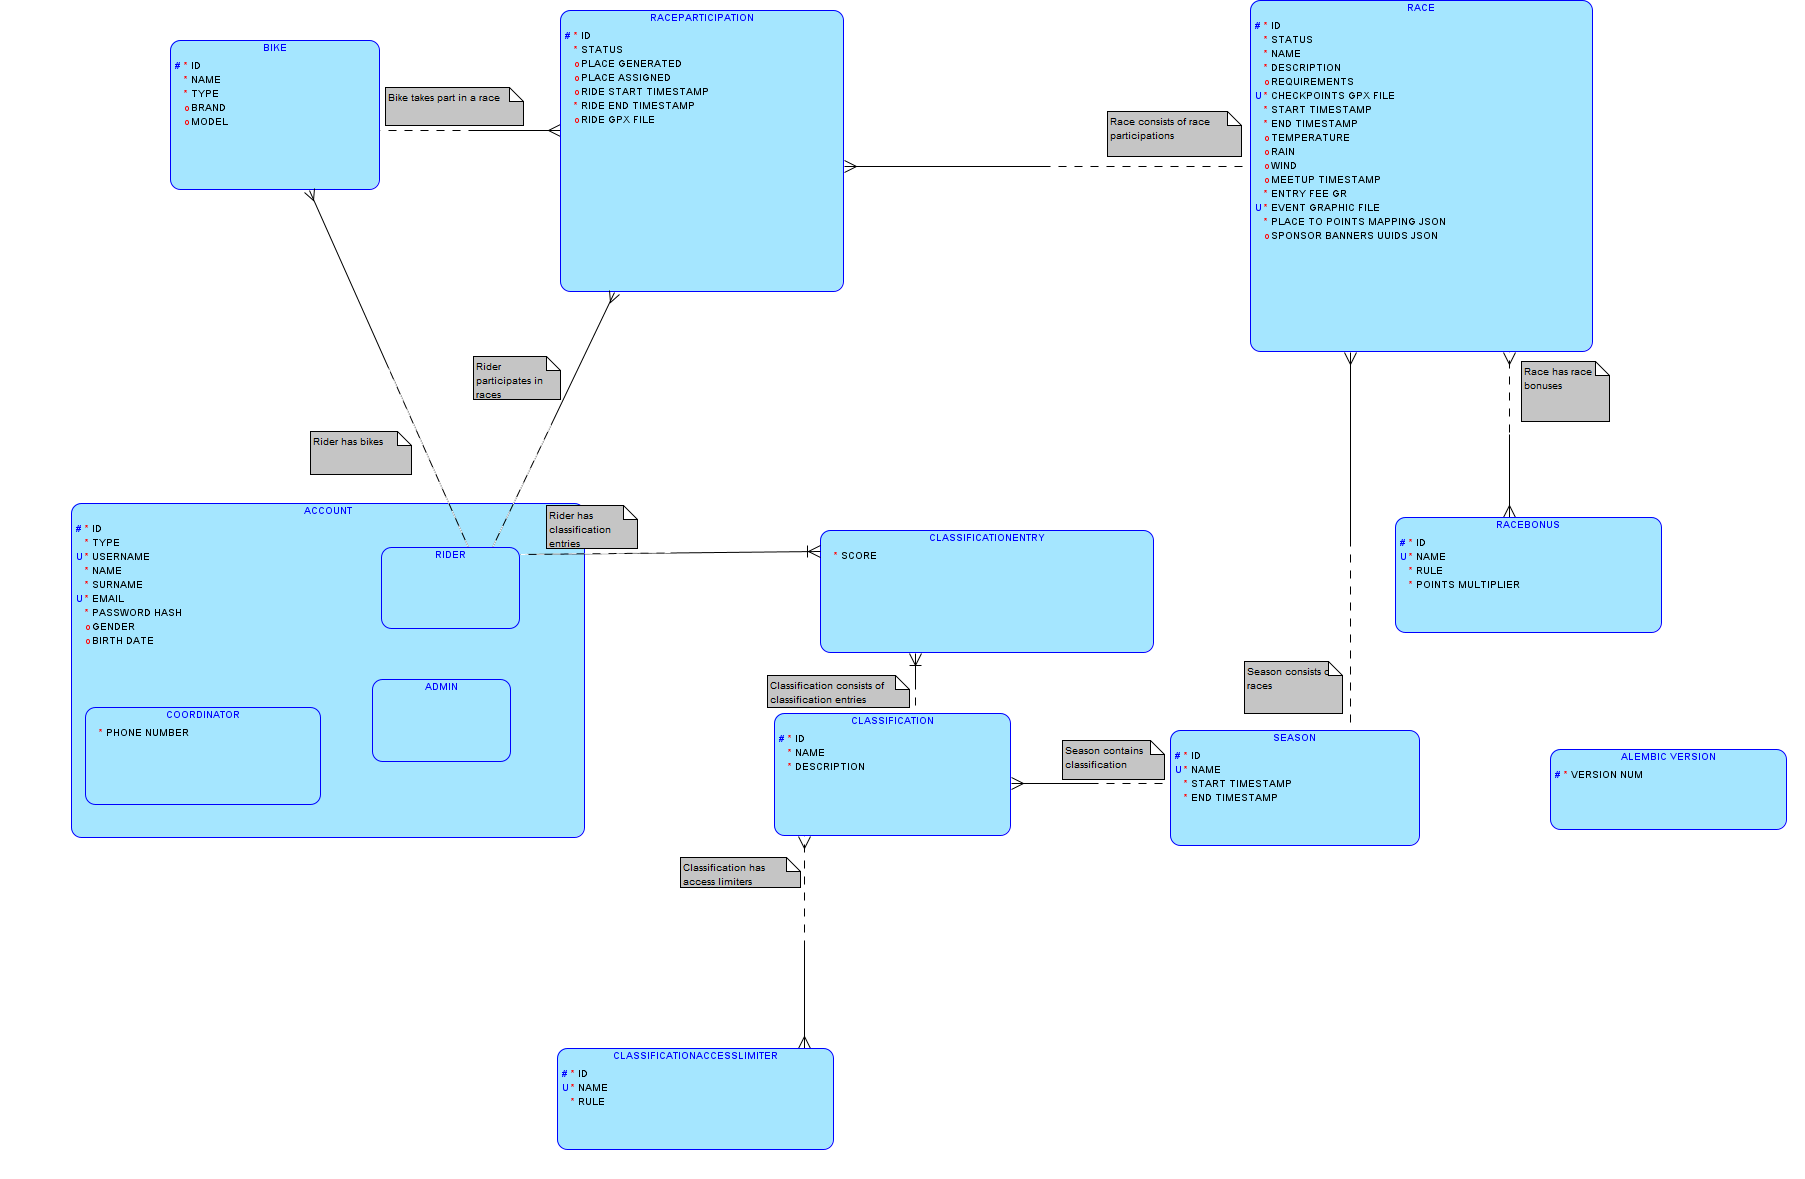 BIKE
# * ID
* NAME
* TYPE
o BRAND
o MODEL
Bike takes part in a race
RACEPARTICIPATION
# * ID
* STATUS
o PLACE GENERATED
o PLACE ASSIGNED
o RIDE START TIMESTAMP
* RIDE END TIMESTAMP
o RIDE GPX FILE
Race consists of race
participations
RACE
# * ID
* STATUS
* NAME
* DESCRIPTION
o REQUIREMENTS
U * CHECKPOINTS GPX FILE
* START TIMESTAMP
* END TIMESTAMP
o TEMPERATURE
o RAIN
o WIND
o MEETUP TIMESTAMP
* ENTRY FEE GR
U * EVENT GRAPHIC FILE
* PLACE TO POINTS MAPPING JSON
o SPONSOR BANNERS UUIDS JSON
Rider
participates in
races
Race has race
bonuses
Rider has bikes
ACCOUNT
# * ID
* TYPE
U * USERNAME
* NAME
* SURNAME
U * EMAIL
* PASSWORD HASH
o GENDER
o BIRTH DATE
RIDER
ADMIN
COORDINATOR
* PHONE NUMBER
Rider has
classification
entries
CLASSIFICATIONENTRY
* SCORE
RACEBONUS
# * ID
U * NAME
* RULE
* POINTS MULTIPLIER
Classification consists of
classification entries
Season consists
races
CLASSIFICATION
# * ID
* NAME
* DESCRIPTION
Season contains
classification
SEASON
# * ID
U * NAME
* START TIMESTAMP
* END TIMESTAMP
ALEMBIC VERSION
# * VERSION NUM
Classification has
access limiters
CLASSIFICATIONACCESSLIMITER
# * ID
U * NAME
* RULE